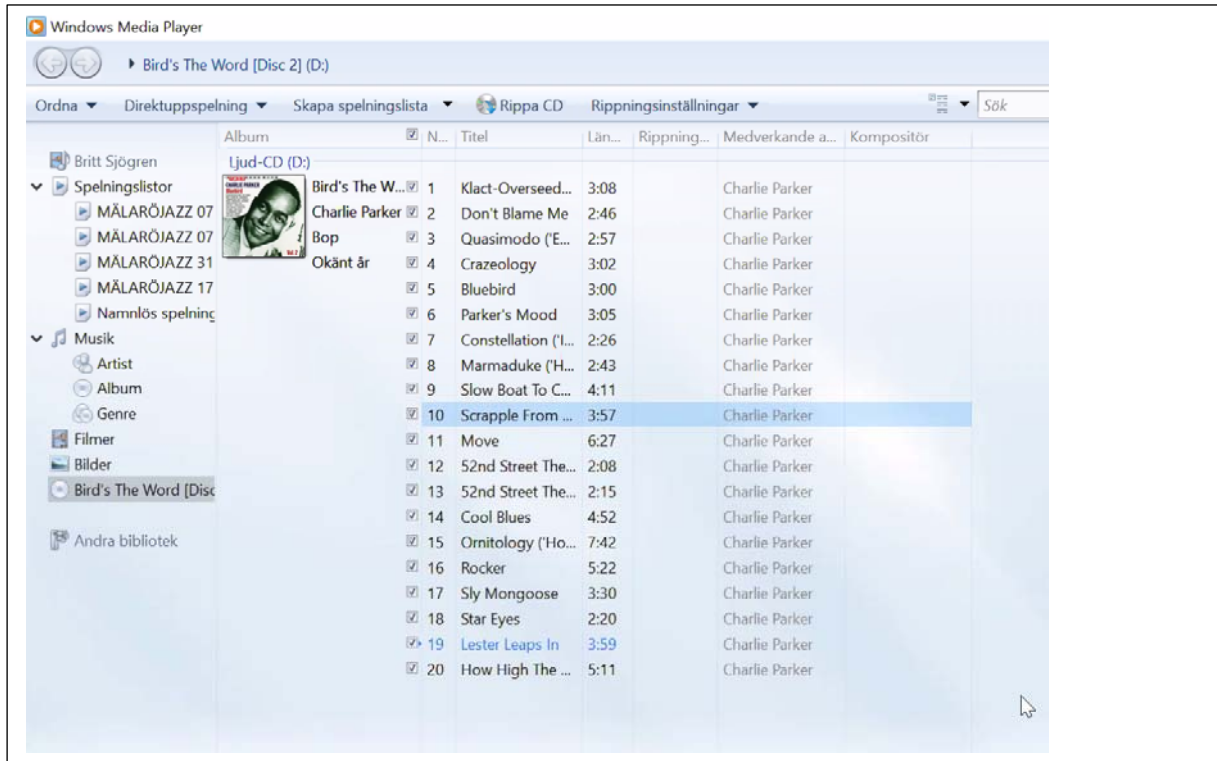 Windows Media Player
Bird's The Word [Disc 2] (D:)
Ordna Direktuppspelning Skapa spelningslista Rippa CD Rippningsinställningar Sök
Album N... Titel Län... Rippning... Medverkande a... Kompositör
Britt Sjögren
Spelningslistor
MÄLARÖJAZZ 07
MÄLARÖJAZZ 07
MÄLARÖJAZZ 31
MÄLARÖJAZZ 17
Namnlös spelning
Musik
Artist
Album
Genre
Filmer
Bilder
Bird's The Word [Disc
Andra bibliotek
Ljud-CD (D:)
CHARLIE PARKER
Bird's The W...
Charlie Parker
Bop
Okänt år
1 Klact-Overseed... 3:08 Charlie Parker
2 Don't Blame Me 2:46 Charlie Parker
3 Quasimodo ('E... 2:57 Charlie Parker
4 Crazeology 3:02 Charlie Parker
5 Bluebird 3:00 Charlie Parker
6 Parker's Mood 3:05 Charlie Parker
7 Constellation ('I... 2:26 Charlie Parker
8 Marmaduke ('H... 2:43 Charlie Parker
9 Slow Boat To C... 4:11 Charlie Parker
10 Scrapple From ... 3:57 Charlie Parker
11 Move 6:27 Charlie Parker
12 52nd Street The... 2:08 Charlie Parker
13 52nd Street The... 2:15 Charlie Parker
14 Cool Blues 4:52 Charlie Parker
15 Ornitology ('Ho... 7:42 Charlie Parker
16 Rocker 5:22 Charlie Parker
17 Sly Mongoose 3:30 Charlie Parker
18 Star Eyes 2:20 Charlie Parker
19 Lester Leaps In 3:59 Charlie Parker
20 How High The ... 5:11 Charlie Parker